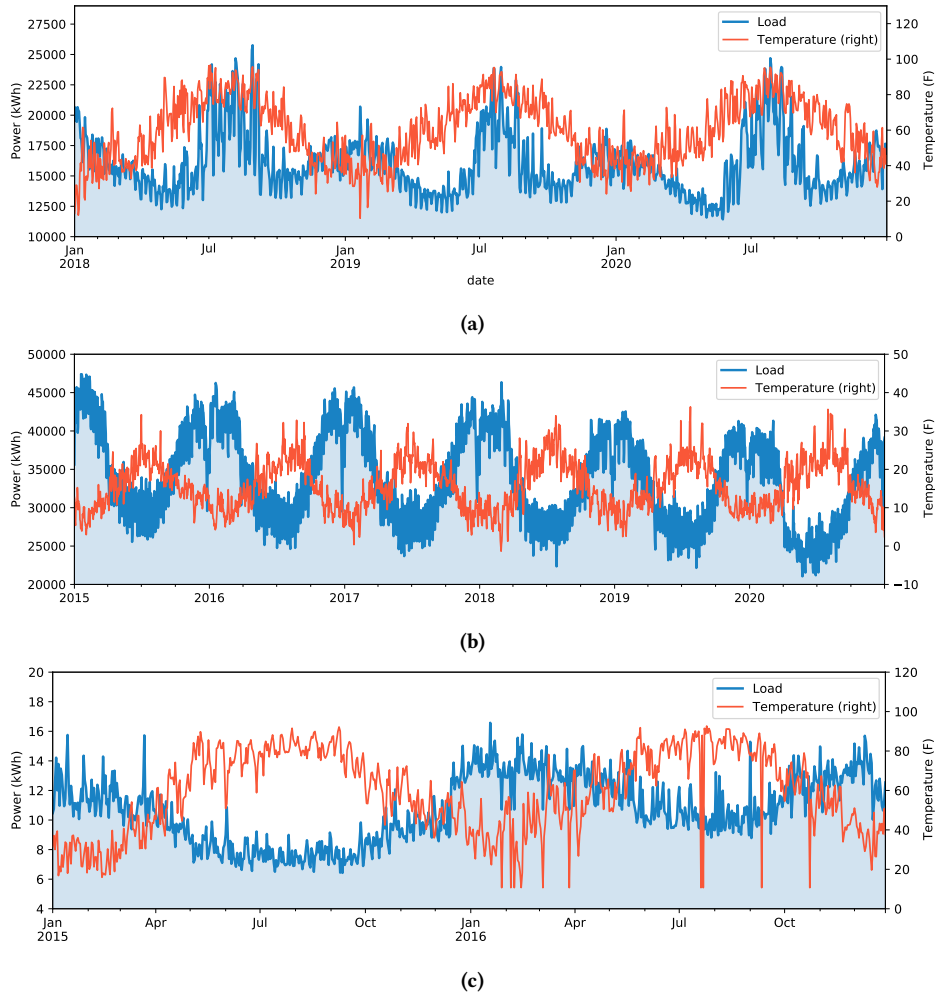 27500
25000
22500
20000
17500
15000
12500
10000
Power (kWh)
Load
Temperature (right)
120
100
80
60
40
20
0
Temperature (F)
Jan
2018
Jul
Jan
2019
Jul
Jan
2020
Jul
date
(a)
50000
45000
40000
35000
30000
25000
20000
Power (kWh)
Load
Temperature (right)
50
40
30
20
10
0
−10
Temperature (F)
2015
2016
2017
2018
2019
2020
(b)
20
18
16
14
12
10
8
6
4
Power (kWh)
Load
Temperature (right)
120
100
80
60
40
20
0
Temperature (F)
Jan
2015
Apr
Jul
Oct
Jan
2016
Apr
Jul
Oct
(c)